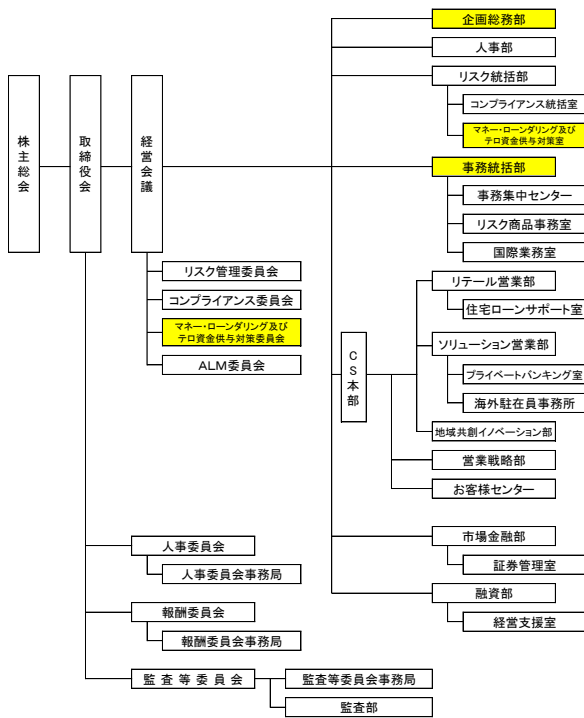 株主総会
取締役会
経営会議
リスク管理委員会
コンプライアンス委員会
マネー・ローンダリング及び
テロ資金供与対策委員会
ALM委員会
人事委員会
人事委員会事務局
報酬委員会
報酬委員会事務局
監査等委員会
監査等委員会事務局
監査部
企画総務部
人事部
リスク統括部
コンプライアンス統括室
マネー・ローンダリング及び
テロ資金供与対策室
事務統括部
事務集中センター
リスク商品事務室
国際業務室
CS本部
リテール営業部
住宅ローンサポート室
ソリューション営業部
プライベートバンキング室
海外駐在員事務所
地域共創イノベーション部
営業戦略部
お客様センター
市場金融部
証券管理室
融資部
経営支援室